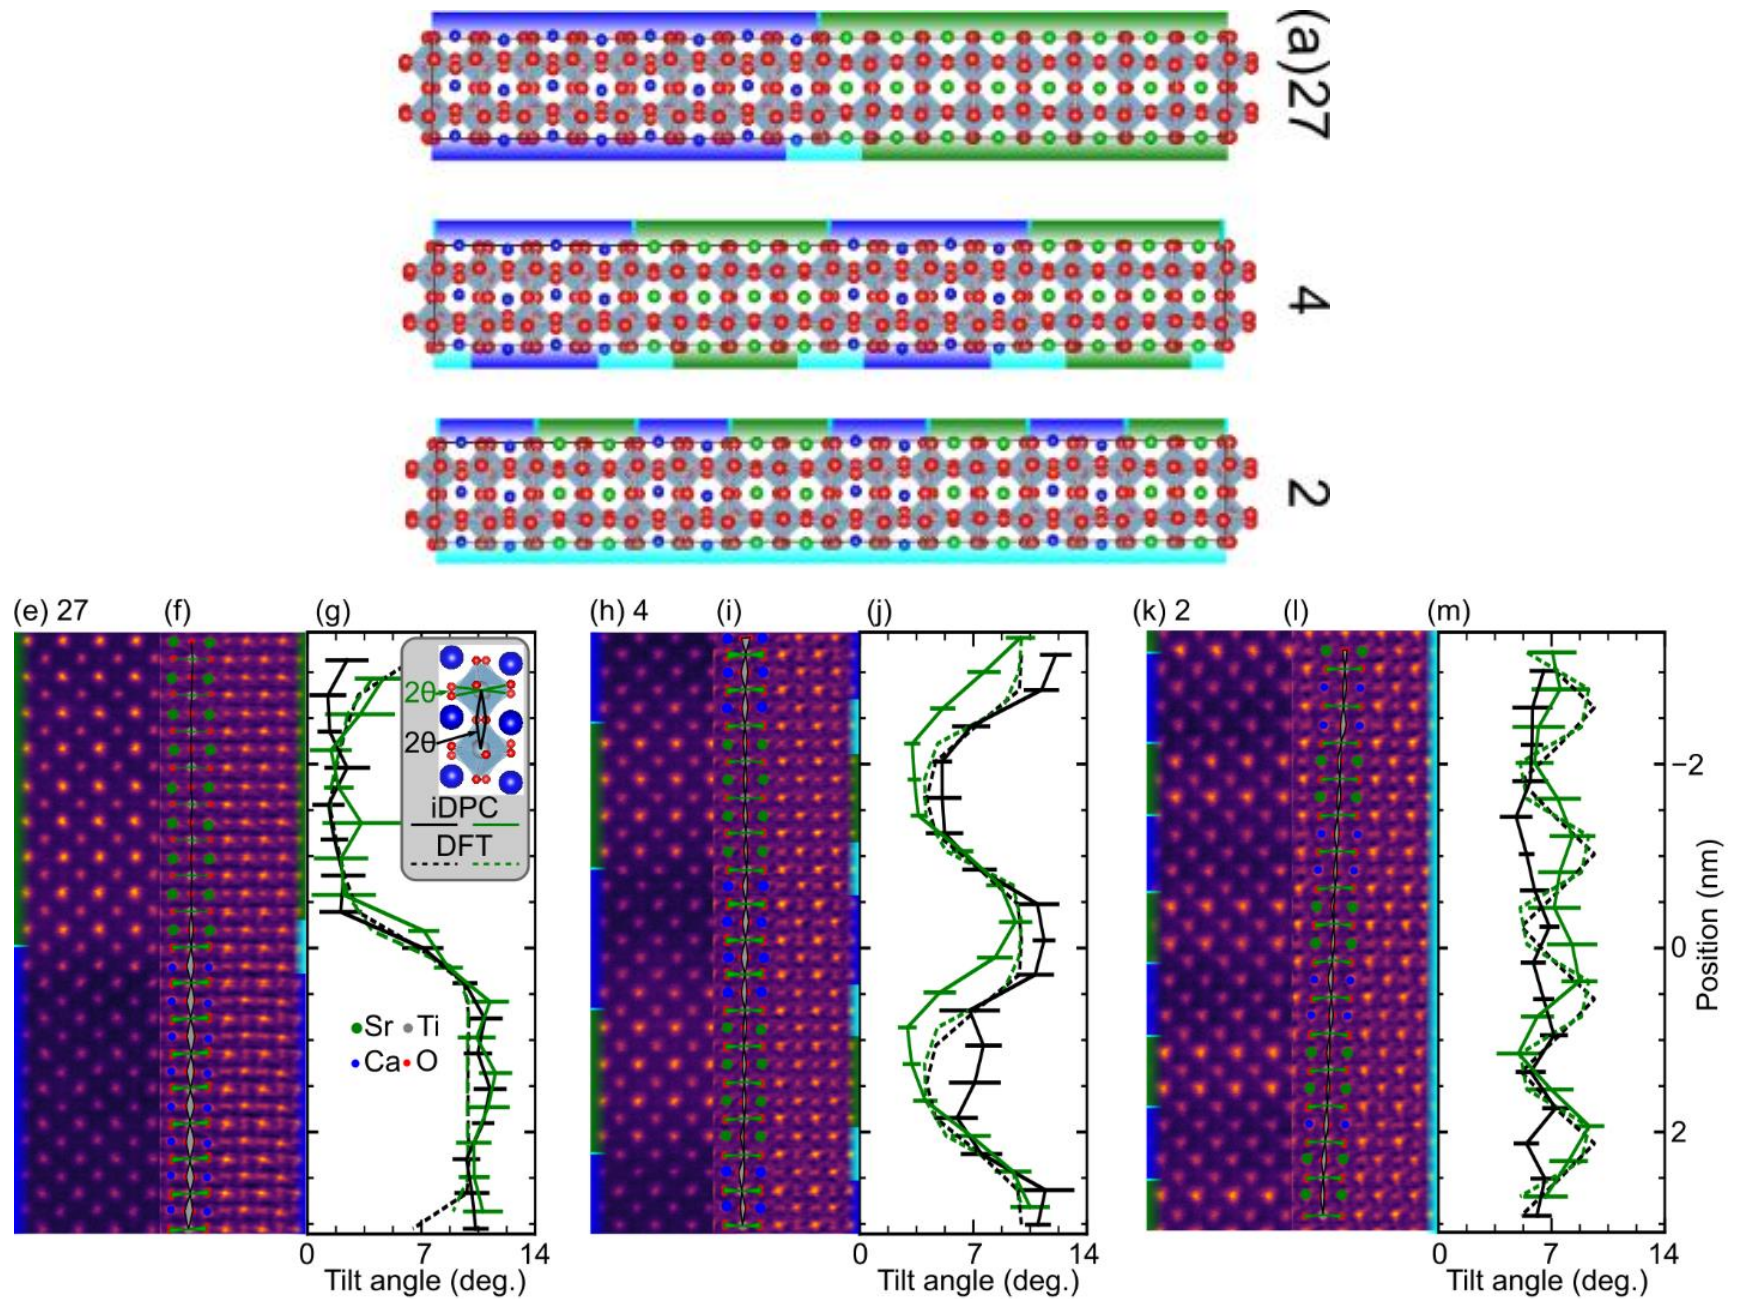 (a)27
4
2
(e) 27 (f) (g) (h) 4 (i) (j) (k) 2 (l) (m)
2θ
2θ
iDPC
DFT
Sr Ti
Ca O
−2
0
2
Position (nm)
0 7 14 0 7 14 0 7 14
Tilt angle (deg.) Tilt angle (deg.) Tilt angle (deg.)